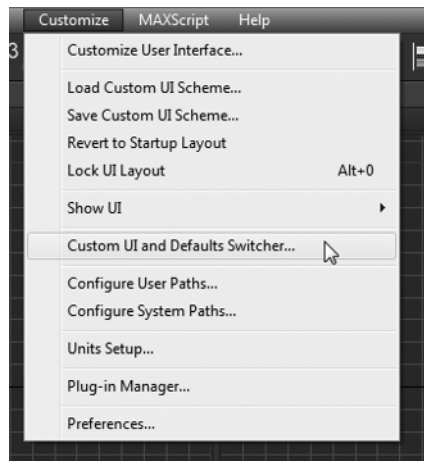 Customize MAXScript Help
3
Customize User Interface...
Load Custom UI Scheme...
Save Custom UI Scheme...
Revert to Startup Layout
Lock UI Layout Alt+0
Show UI
Custom UI and Defaults Switcher...
Configure User Paths...
Configure System Paths...
Units Setup...
Plug-in Manager...
Preferences...